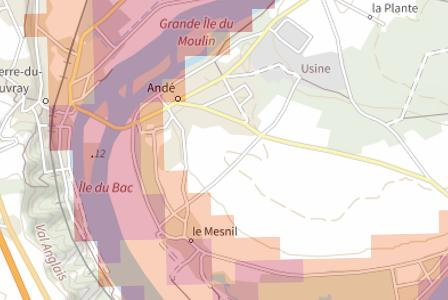 la Plante
Grande Île du
Moulin
Usine
erre-du-
uvray
Andé
.12
Île du Bac
le Mesnil
Val Anglais